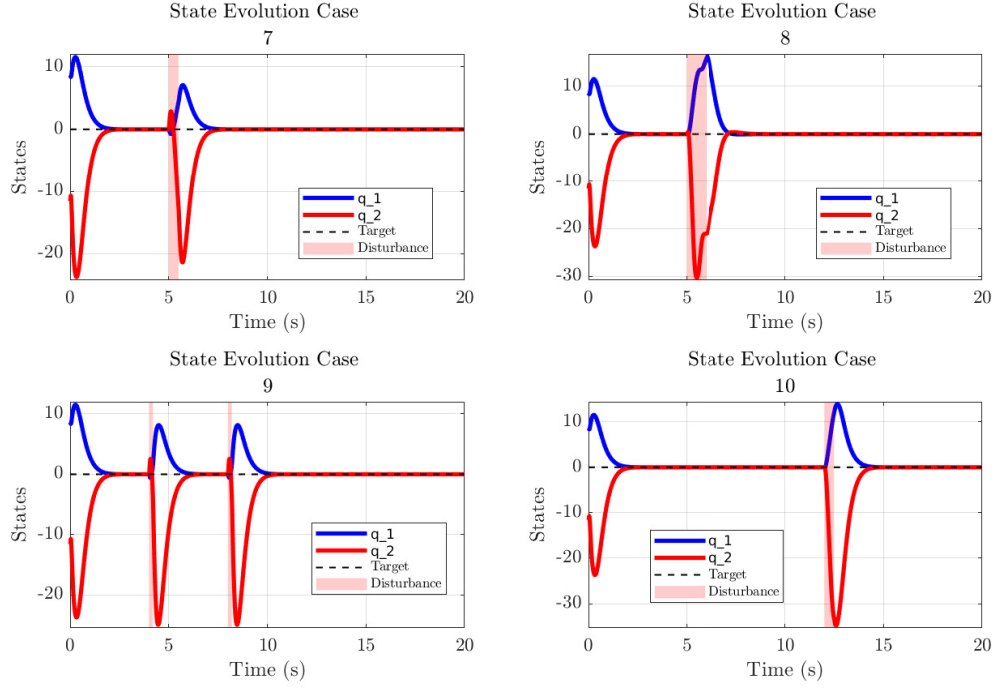 State Evolution Case
7
10
0
-10
-20
States
0
5
10
15
20
Time (s)
q_1
q_2
Target
Disturbance
State Evolution Case
8
10
0
-10
-20
-30
States
0
5
10
15
20
Time (s)
q_1
q_2
Target
Disturbance
State Evolution Case
9
10
0
-10
-20
States
0
5
10
15
20
Time (s)
q_1
q_2
Target
Disturbance
State Evolution Case
10
10
0
-10
-20
-30
States
0
5
10
15
20
Time (s)
q_1
q_2
Target
Disturbance